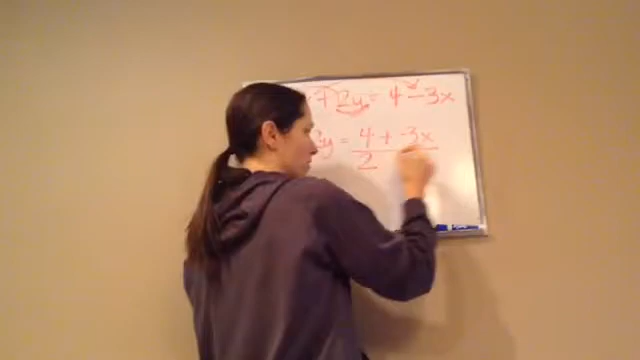 + 2y = 4 - 3x
y = 4 + -3x
2